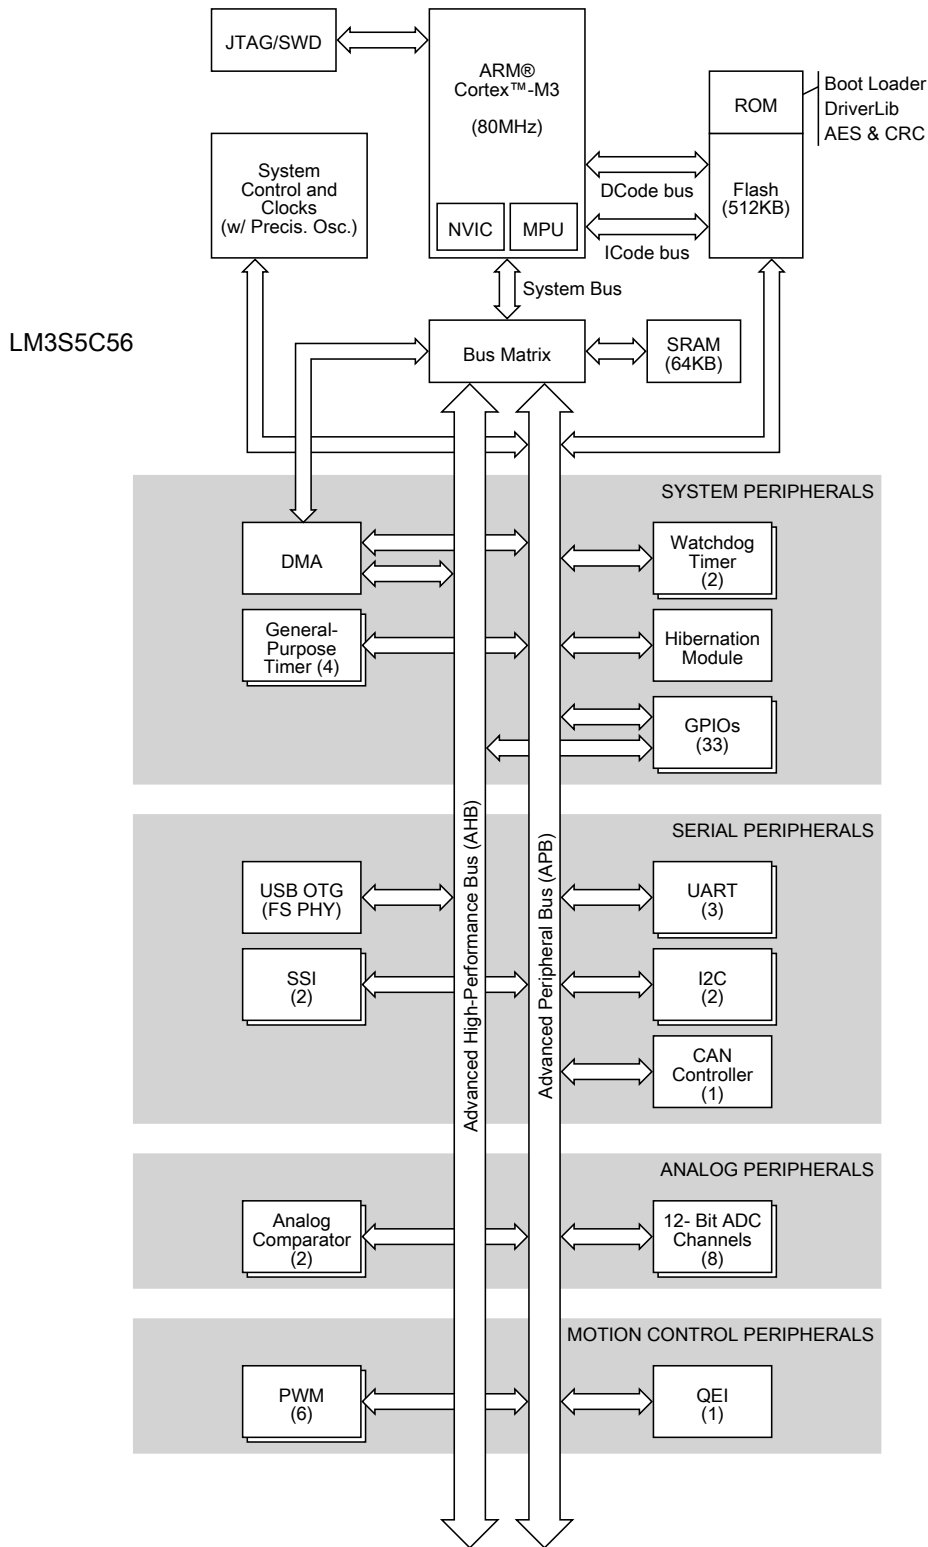 JTAG/SWD
ARM®
Cortex™-M3
(80MHz)
NVIC
MPU
ROM
Boot Loader
DriverLib
AES & CRC
Flash
(512KB)
DCode bus
ICode bus
System
Control and
Clocks
(w/ Precis. Osc.)
System Bus
LM3S5C56
Bus Matrix
SRAM
(64KB)
SYSTEM PERIPHERALS
DMA
Watchdog
Timer
(2)
General-
Purpose
Timer (4)
Hibernation
Module
GPIOs
(33)
Advanced High-Performance Bus (AHB)
Advanced Peripheral Bus (APB)
SERIAL PERIPHERALS
USB OTG
(FS PHY)
UART
(3)
SSI
(2)
I2C
(2)
CAN
Controller
(1)
ANALOG PERIPHERALS
Analog
Comparator
(2)
12- Bit ADC
Channels
(8)
MOTION CONTROL PERIPHERALS
PWM
(6)
QEI
(1)